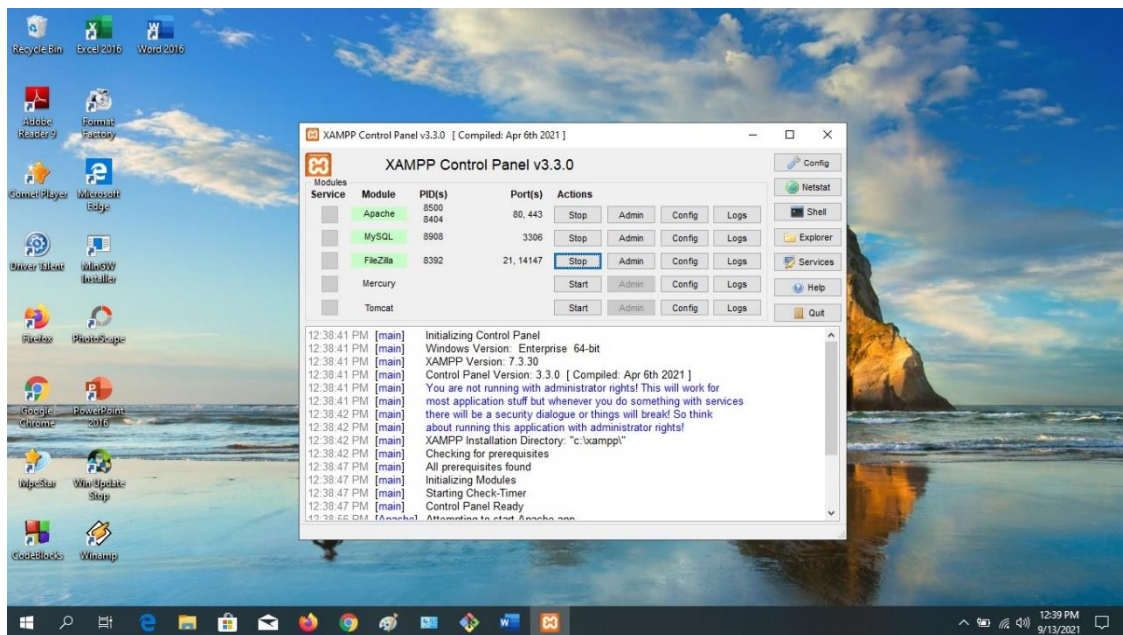 Recycle Bin
Excel 2016
Word 2016
Adobe
Reader 9
Format
Factory
Microsoft
Edge
Driver Talent
MinGW
Installer
Firefox
PhotoScape
Google
Chrome
PowerPoint
2016
Win Update
Stop
CodeBlocks
Winamp
XAMPP Control Panel v3.3.0 [ Compiled: Apr 6th 2021 ]
XAMPP Control Panel v3.3.0
Config
Modules
Service Module PID(s) Port(s) Actions
Netstat
Apache 8500 8404 80, 443 Stop Admin Config Logs
Shell
MySQL 8908 3306 Stop Admin Config Logs
Explorer
FileZilla 8392 21, 14147 Stop Admin Config Logs
Services
Mercury Start Admin Config Logs
Help
Tomcat Start Admin Config Logs
Quit
12:38:41 PM [main] Initializing Control Panel
12:38:41 PM [main] Windows Version: Enterprise 64-bit
12:38:41 PM [main] XAMPP Version: 7.3.30
12:38:41 PM [main] Control Panel Version: 3.3.0 [ Compiled: Apr 6th 2021 ]
12:38:41 PM [main] You are not running with administrator rights! This will work for
12:38:41 PM [main] most application stuff but whenever you do something with services
12:38:42 PM [main] there will be a security dialogue or things will break! So think
12:38:42 PM [main] about running this application with administrator rights!
12:38:42 PM [main] XAMPP Installation Directory: "c:\xampp\"
12:38:42 PM [main] Checking for prerequisites
12:38:47 PM [main] All prerequisites found
12:38:47 PM [main] Initializing Modules
12:38:47 PM [main] Starting Check-Timer
12:38:47 PM [main] Control Panel Ready
12:38:56 PM [Apache] Attempting to start Apache app
12:39 PM
9/13/2021